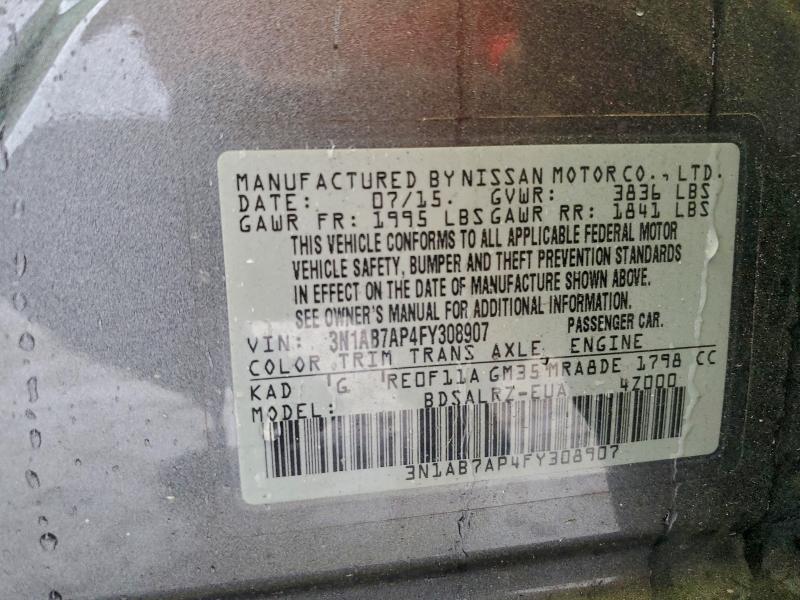 MANUFACTURED BY NISSAN MOTOR CO., LTD.
DATE: 07/15. GVWR: 3836 LBS
GAWR FR: 1995 LBS GAWR RR: 1841 LBS
THIS VEHICLE CONFORMS TO ALL APPLICABLE FEDERAL MOTOR
VEHICLE SAFETY, BUMPER AND THEFT PREVENTION STANDARDS
IN EFFECT ON THE DATE OF MANUFACTURE SHOWN ABOVE.
SEE OWNER'S MANUAL FOR ADDITIONAL INFORMATION.
VIN: 3N1AB7AP4FY308907 PASSENGER CAR.
COLOR TRIM TRANS AXLE ENGINE
KAD G RE0F11A GM35 MRA8DE 1798 CC
MODEL: BDSALRZ-EUA 4Z000
3N1AB7AP4FY308907